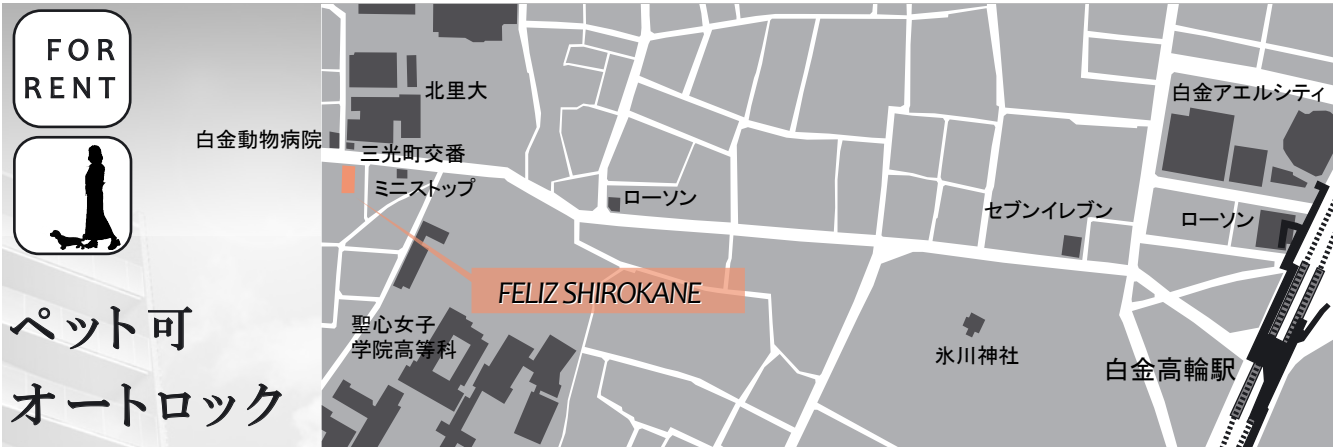 FOR
RENT
ペット可
オートロック
北里大
白金動物病院
三光町交番
ミニストップ
ローソン
セブンイレブン
白金アエルシティ
ローソン
FELIZ SHIROKANE
聖心女子
学院高等科
氷川神社
白金高輪駅